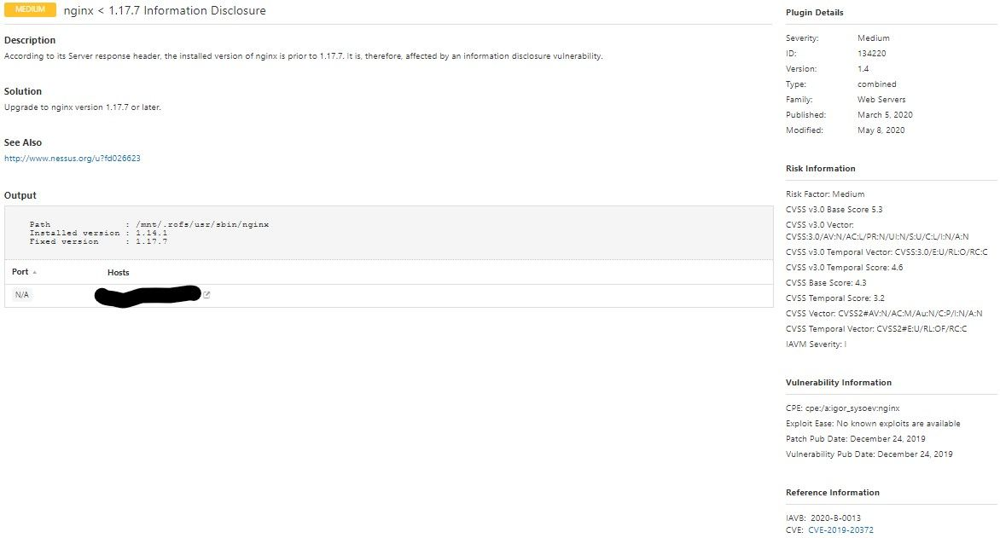 MEDIUM nginx < 1.17.7 Information Disclosure
Description
According to its Server response header, the installed version of nginx is prior to 1.17.7. It is, therefore, affected by an information disclosure vulnerability.
Solution
Upgrade to nginx version 1.17.7 or later.
See Also
http://www.nessus.org/u?fd026623
Output
Path : /mnt/.rofs/usr/sbin/nginx
Installed version : 1.14.1
Fixed version : 1.17.7
Port Hosts
N/A
Plugin Details
Severity: Medium
ID: 134220
Version: 1.4
Type: combined
Family: Web Servers
Published: March 5, 2020
Modified: May 8, 2020
Risk Information
Risk Factor: Medium
CVSS v3.0 Base Score 5.3
CVSS v3.0 Vector:
CVSS:3.0/AV:N/AC:L/PR:N/UI:N/S:U/C:L/I:N/A:N
CVSS v3.0 Temporal Vector: CVSS:3.0/E:U/RL:O/RC:C
CVSS v3.0 Temporal Score: 4.6
CVSS Base Score: 4.3
CVSS Temporal Score: 3.2
CVSS Vector: CVSS2#AV:N/AC:M/Au:N/C:P/I:N/A:N
CVSS Temporal Vector: CVSS2#E:U/RL:OF/RC:C
IAVM Severity: I
Vulnerability Information
CPE: cpe:/a:igor_sysoev:nginx
Exploit Ease: No known exploits are available
Patch Pub Date: December 24, 2019
Vulnerability Pub Date: December 24, 2019
Reference Information
IAVB: 2020-B-0013
CVE: CVE-2019-20372